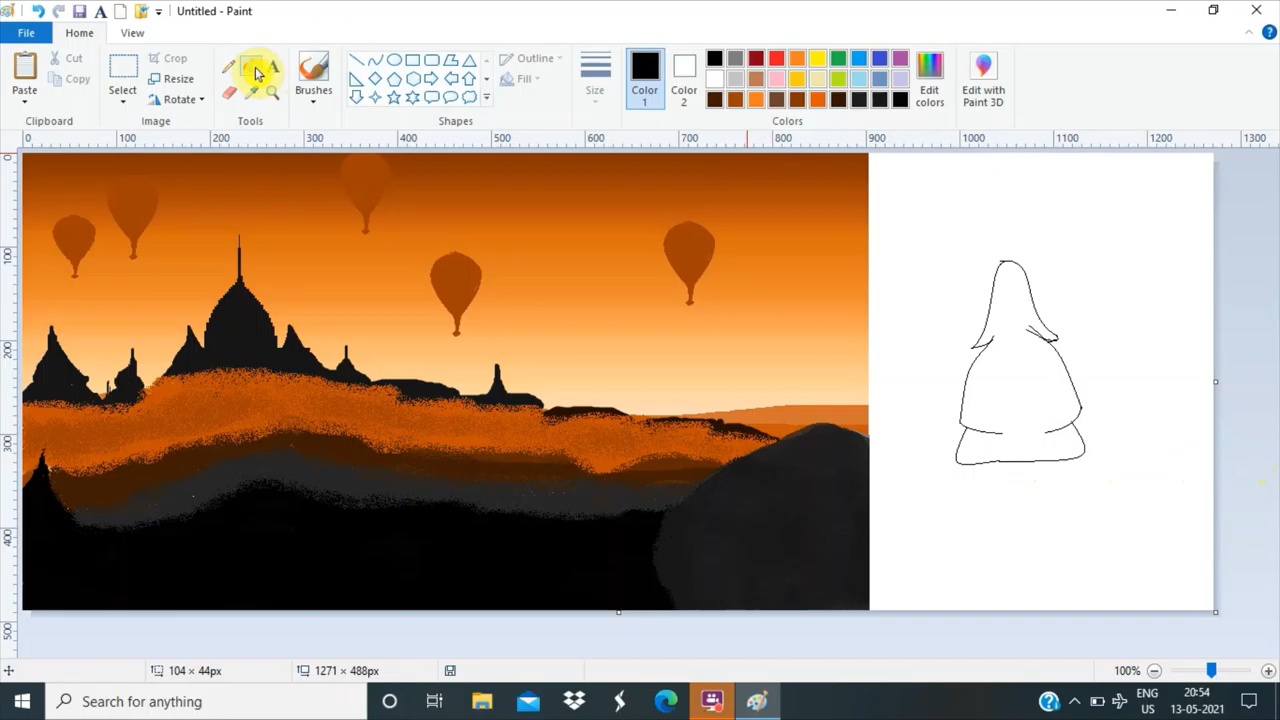 Untitled - Paint
File
Home
View
Paste
Cut
Copy
Clipboard
Select
Crop
Resize
Rotate
Image
A
Tools
Brushes
Outline
Fill
Shapes
Size
Color
1
Color
2
Edit
colors
Colors
Edit with
Paint 3D
0
100
200
300
400
500
600
700
800
900
1000
1100
1200
1300
0
100
200
300
400
500
104 × 44px
1271 × 488px
100%
Search for anything
ENG
US
20:54
13-05-2021